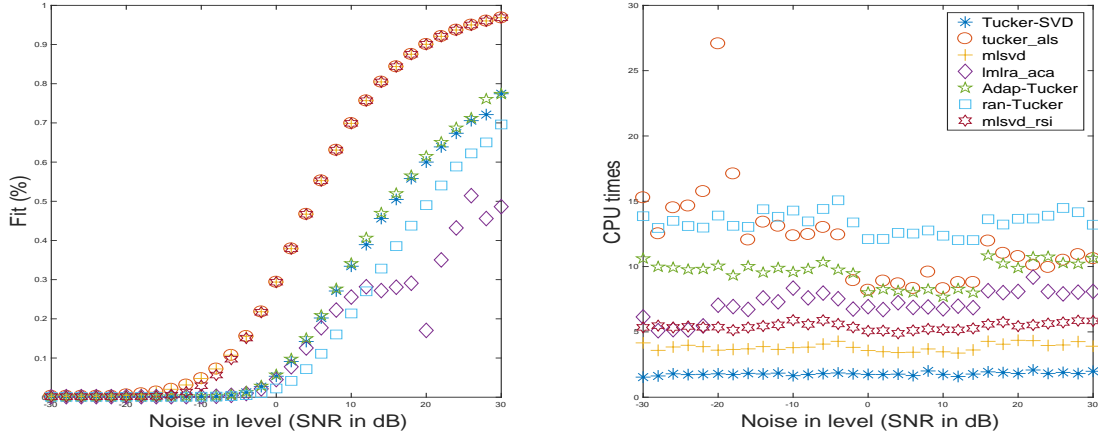 1
0.9
0.8
0.7
0.6
0.5
0.4
0.3
0.2
0.1
0
Fit (%)
-30 -20 -10 0 10 20 30
Noise in level (SNR in dB)
30
25
20
15
10
5
0
CPU times
-30 -20 -10 0 10 20 30
Noise in level (SNR in dB)
Tucker-SVD
tucker_als
mlsvd
lmlra_aca
Adap-Tucker
ran-Tucker
mlsvd_rsi